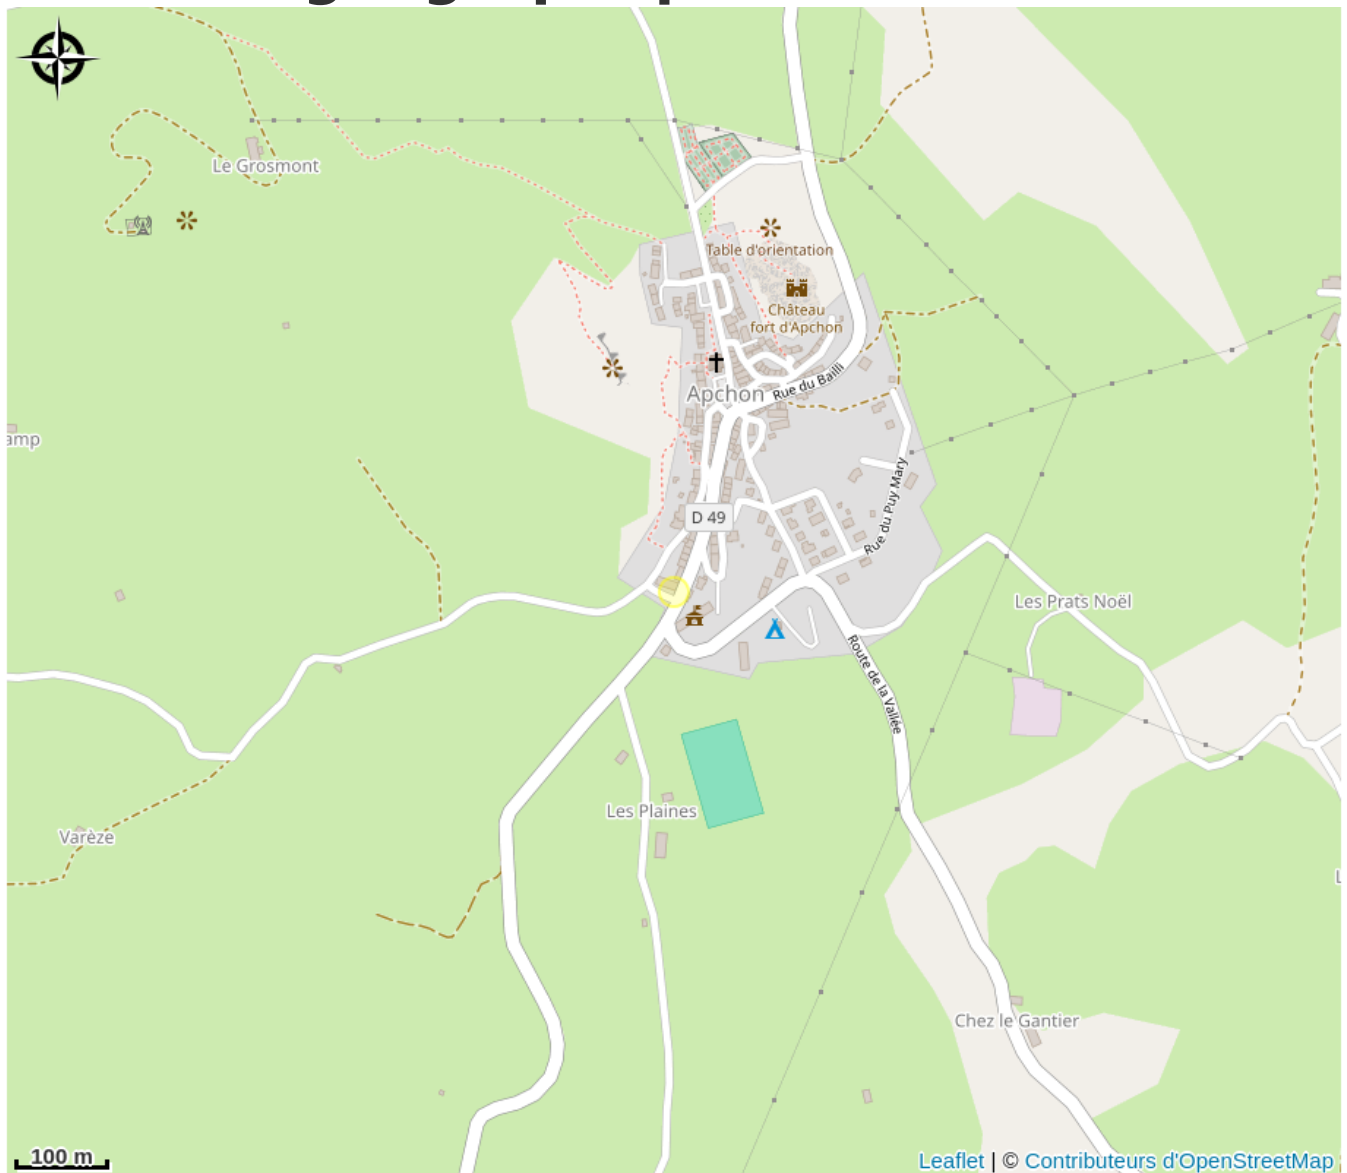 Le Grosmont
Table d'orientation
Château
fort d'Apchon
Apchon
Rue du Bailli
amp
Rue du Puy Mary
D 49
Les Prats Noël
Route de la Vallée
Les Plaines
Varèze
L
Chez le Gantier
100 m
Leaflet | © Contributeurs d'OpenStreetMap